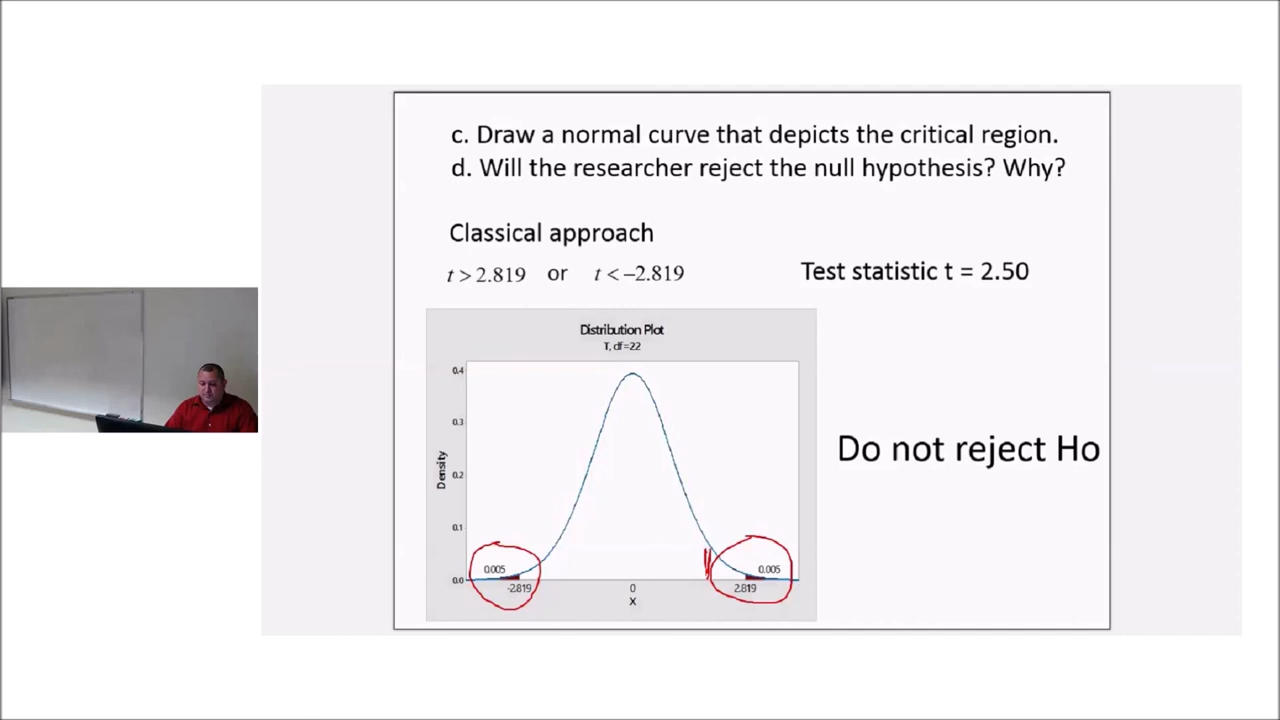 c. Draw a normal curve that depicts the critical region.
d. Will the researcher reject the null hypothesis? Why?
Classical approach
t > 2.819 or t < –2.819
Test statistic t = 2.50
Distribution Plot
T, df=22
0.4
0.3
0.2
0.1
0.0
Density
0.005
0.005
-2.819
0
2.819
X
Do not reject Ho